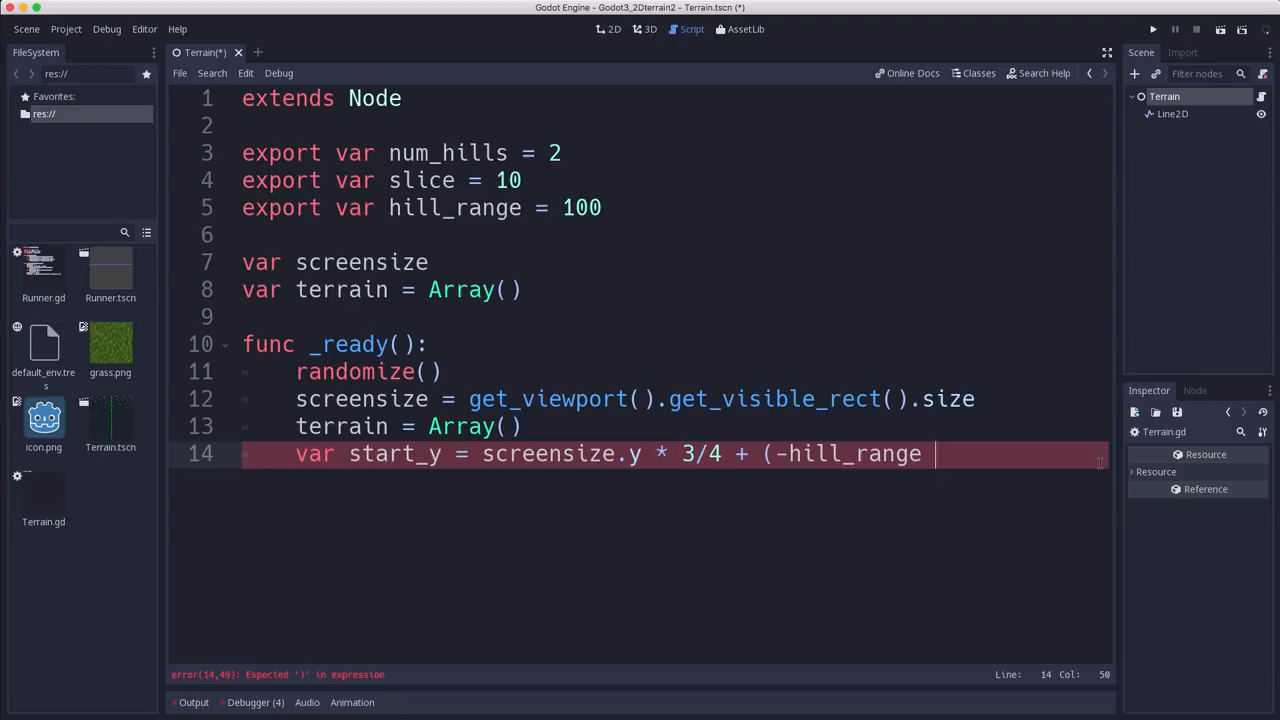 Godot Engine - Godot3_2Dterrain2 - Terrain.tscn (*)
Scene Project Debug Editor Help
2D 3D Script AssetLib
FileSystem
Terrain(*)
Scene Import
res://
File Search Edit Debug
Online Docs Classes Search Help
Filter nodes
Favorites:
res://
Terrain
Line2D
1 extends Node
2
3 export var num_hills = 2
4 export var slice = 10
5 export var hill_range = 100
6
7 var screensize
8 var terrain = Array()
9
10 func _ready():
11 randomize()
12 screensize = get_viewport().get_visible_rect().size
13 terrain = Array()
14 var start_y = screensize.y * 3/4 + (-hill_range
Runner.gd Runner.tscn
default_env.tres grass.png
icon.png Terrain.tscn
Terrain.gd
Inspector Node
Terrain.gd
Resource
Resource
Reference
error(14,49): Expected ')' in expression
Line: 14 Col: 50
Output Debugger (4) Audio Animation